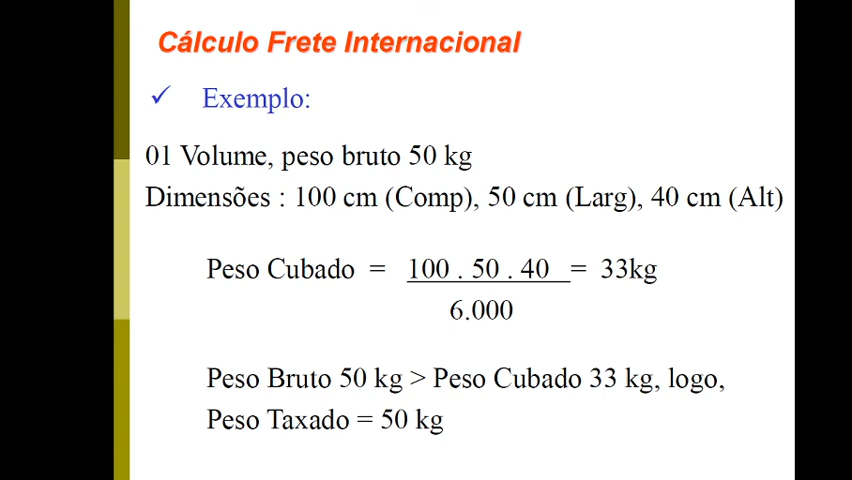 Cálculo Frete Internacional
✓ Exemplo:
01 Volume, peso bruto 50 kg
Dimensões : 100 cm (Comp), 50 cm (Larg), 40 cm (Alt)
Peso Cubado = 100 . 50 . 40 = 33kg
6.000
Peso Bruto 50 kg > Peso Cubado 33 kg, logo,
Peso Taxado = 50 kg